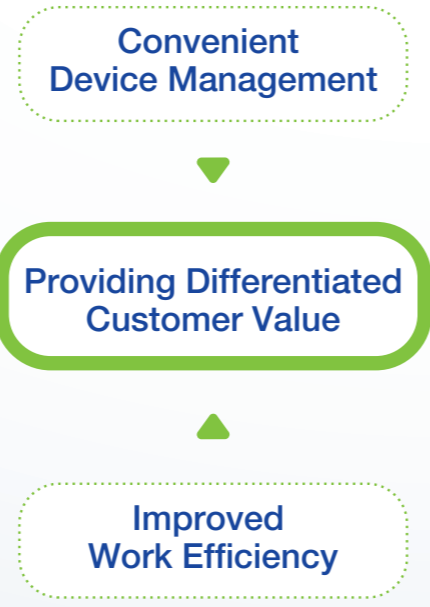 Convenient
Device Management
Providing Differentiated
Customer Value
Improved
Work Efficiency